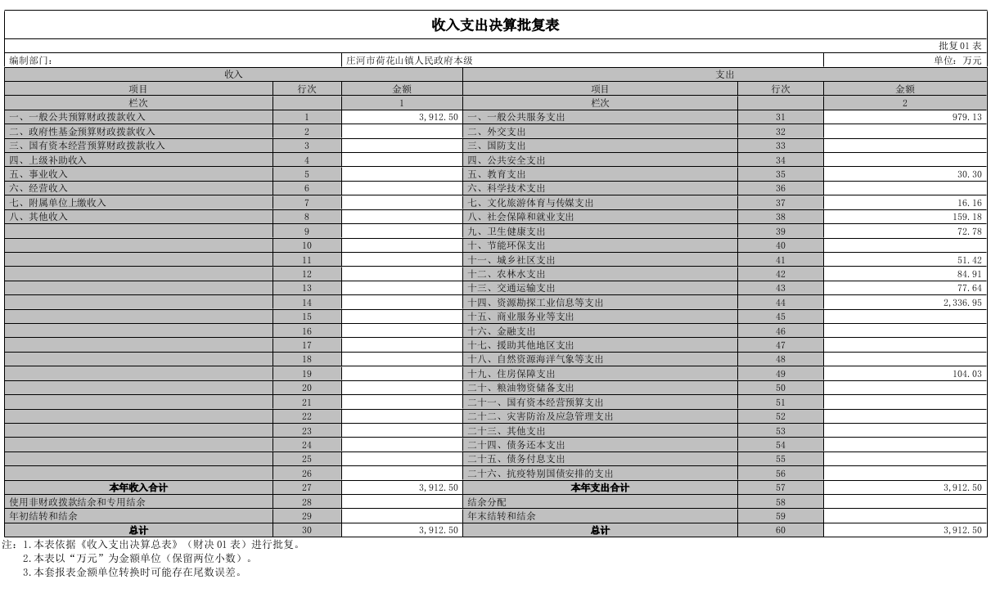 收入支出决算批复表
批复01表
编制部门： 庄河市荷花山镇人民政府本级 单位：万元
收入 支出
项目 行次 金额 项目 行次 金额
栏次 1 栏次 2
一、一般公共预算财政拨款收入 1 3,912.50 一、一般公共服务支出 31 979.13
二、政府性基金预算财政拨款收入 2 二、外交支出 32
三、国有资本经营预算财政拨款收入 3 三、国防支出 33
四、上级补助收入 4 四、公共安全支出 34
五、事业收入 5 五、教育支出 35 30.30
六、经营收入 6 六、科学技术支出 36
七、附属单位上缴收入 7 七、文化旅游体育与传媒支出 37 16.16
八、其他收入 8 八、社会保障和就业支出 38 159.18
9 九、卫生健康支出 39 72.78
10 十、节能环保支出 40
11 十一、城乡社区支出 41 51.42
12 十二、农林水支出 42 84.91
13 十三、交通运输支出 43 77.64
14 十四、资源勘探工业信息等支出 44 2,336.95
15 十五、商业服务业等支出 45
16 十六、金融支出 46
17 十七、援助其他地区支出 47
18 十八、自然资源海洋气象等支出 48
19 十九、住房保障支出 49 104.03
20 二十、粮油物资储备支出 50
21 二十一、国有资本经营预算支出 51
22 二十二、灾害防治及应急管理支出 52
23 二十三、其他支出 53
24 二十四、债务还本支出 54
25 二十五、债务付息支出 55
26 二十六、抗疫特别国债安排的支出 56
本年收入合计 27 3,912.50 本年支出合计 57 3,912.50
使用非财政拨款结余和专用结余 28 结余分配 58
年初结转和结余 29 年末结转和结余 59
总计 30 3,912.50 总计 60 3,912.50
注：1.本表依据《收入支出决算总表》（财决01表）进行批复。
2.本表以“万元”为金额单位（保留两位小数）。
3.本套报表金额单位转换时可能存在尾数误差。